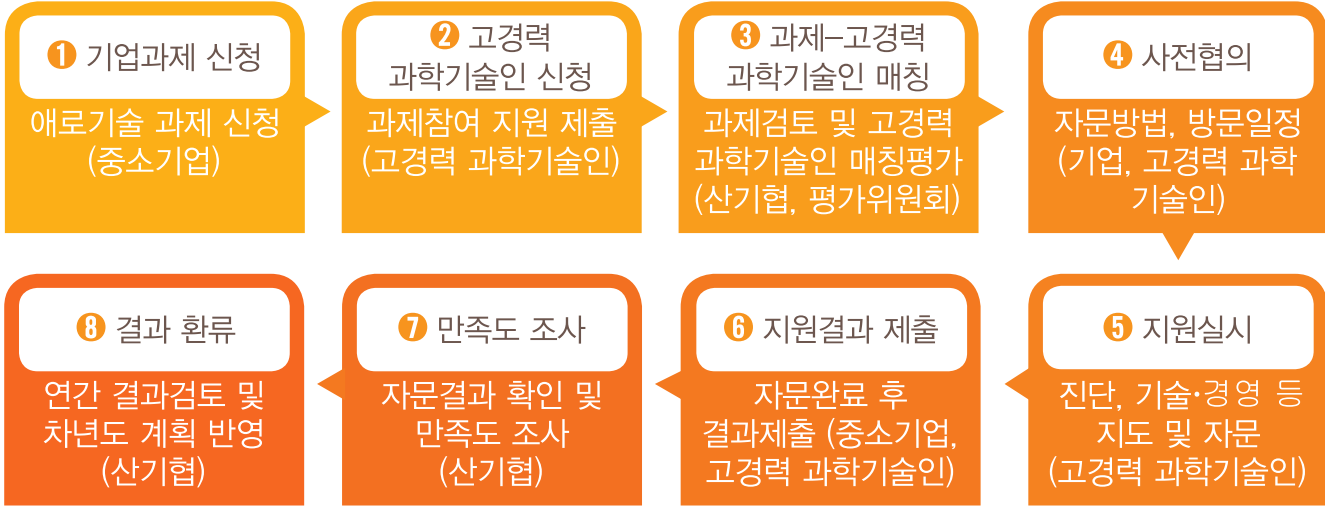 ❶ 기업과제 신청
애로기술 과제 신청
(중소기업)
❷ 고경력
과학기술인 신청
과제참여 지원 제출
(고경력 과학기술인)
❸ 과제–고경력
과학기술인 매칭
과제검토 및 고경력
과학기술인 매칭평가
(산기협, 평가위원회)
❹ 사전협의
자문방법, 방문일정
(기업, 고경력 과학
기술인)
❺ 지원실시
진단, 기술·경영 등
지도 및 자문
(고경력 과학기술인)
❻ 지원결과 제출
자문완료 후
결과제출 (중소기업,
고경력 과학기술인)
❼ 만족도 조사
자문결과 확인 및
만족도 조사
(산기협)
❽ 결과 환류
연간 결과검토 및
차년도 계획 반영
(산기협)